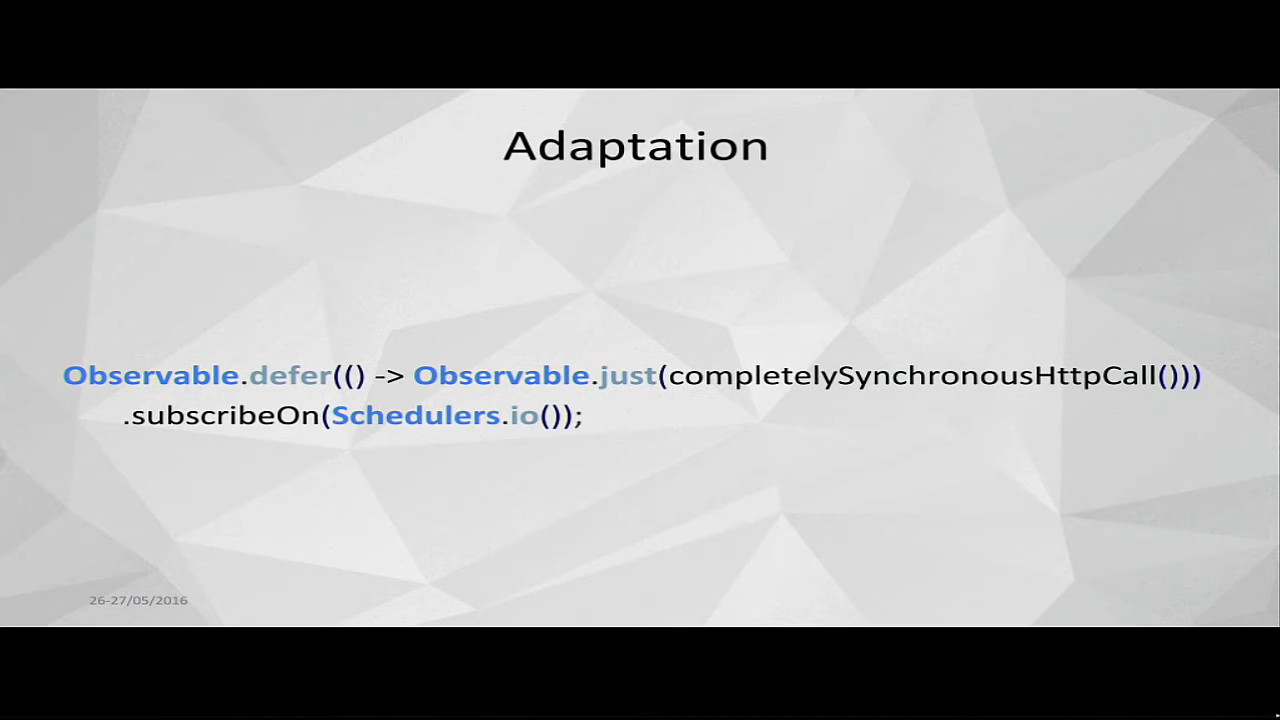 Adaptation
Observable.defer(() -> Observable.just(completelySynchronousHttpCall()))
.subscribeOn(Schedulers.io());
26-27/05/2016